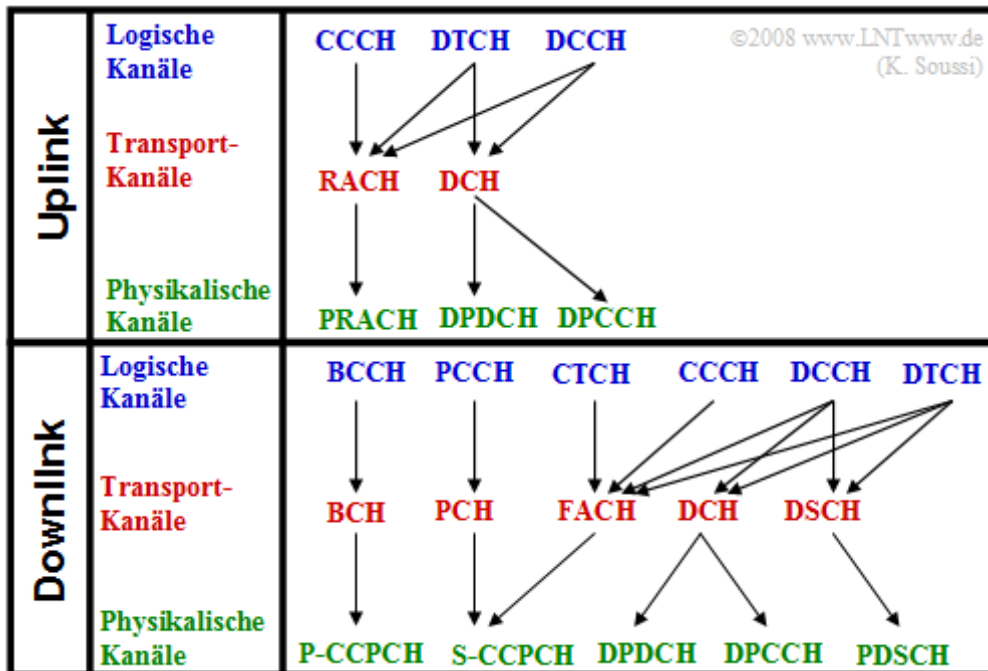 Uplink
Logische
Kanäle
CCCH DTCH DCCH
©2008 www.LNTwww.de
(K. Soussi)
Transport-
Kanäle
RACH DCH
Physikalische
Kanäle
PRACH DPDCH DPCCH
Downlink
Logische
Kanäle
BCCH PCCH CTCH CCCH DCCH DTCH
Transport-
Kanäle
BCH PCH FACH DCH DSCH
Physikalische
Kanäle
P-CCPCH S-CCPCH DPDCH DPCCH PDSCH